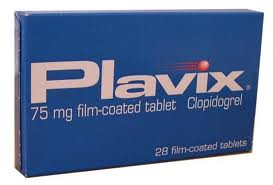 Plavix®
75 mg film-coated tablet Clopidogrel
28 film-coated tablets